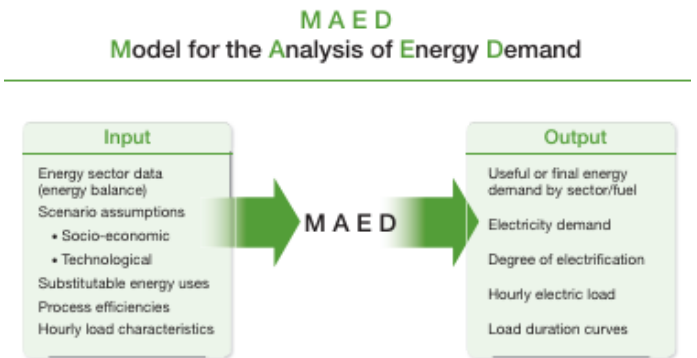 M A E D
Model for the Analysis of Energy Demand
Input
Energy sector data
(energy balance)
Scenario assumptions
• Socio-economic
• Technological
Substitutable energy uses
Process efficiencies
Hourly load characteristics
M A E D
Output
Useful or final energy
demand by sector/fuel
Electricity demand
Degree of electrification
Hourly electric load
Load duration curves